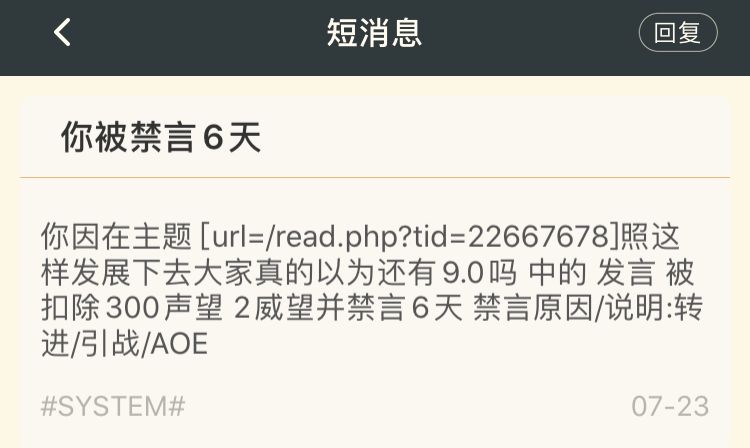 短消息
回复
你被禁言6天
你因在主题 [url=/read.php?tid=22667678]照这
样发展下去大家真的以为还有9.0吗 中的 发言 被
扣除300声望 2威望并禁言6天 禁言原因/说明:转
进/引战/AOE
#SYSTEM#
07-23